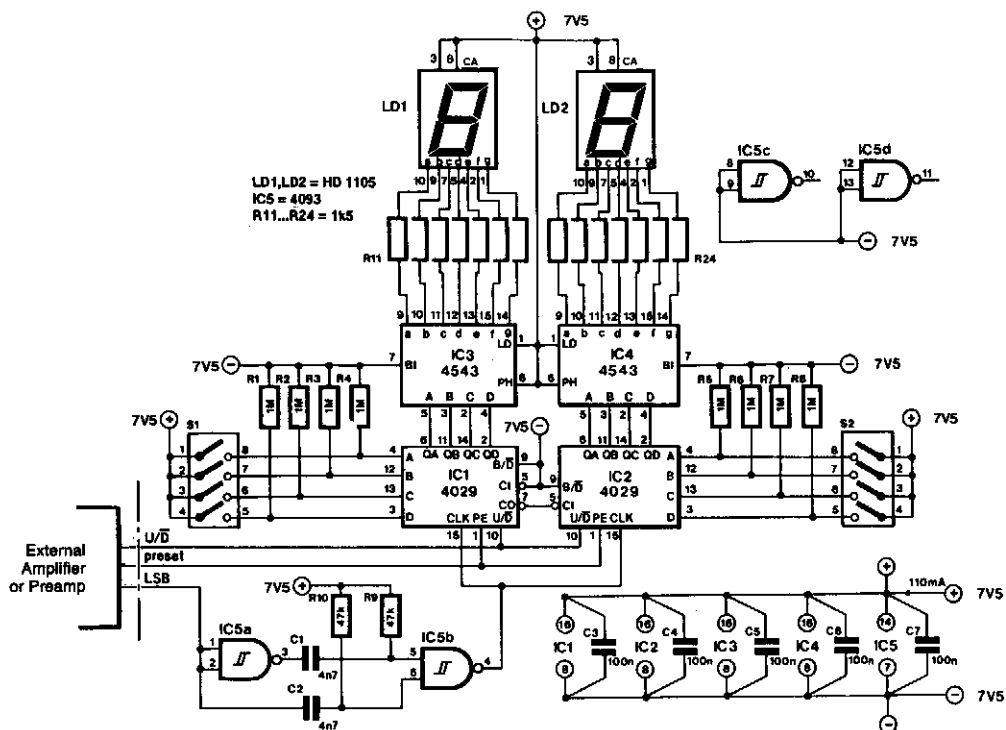 7V5
3 8 CA
LD1
a b c d e f g
10 9 7 5 4 2 1
3 8 CA
LD2
a b c d e f g
10 9 7 5 4 2 1
LD1,LD2 = HD 1105
IC5 = 4093
R11...R24 = 1k5
IC5c
8
9
10
IC5d
12
13
11
7V5
R11
R24
9 10 11 12 13 15 14
a b c d e f g
IC3
4543
7 BI
LD 1
PH 6
A B C D
5 3 2 4
9 10 11 12 13 15 14
a b c d e f g
IC4
4543
1 LD
6 PH
BI 7
A B C D
5 3 2 4
7V5
R1 R2 R3 R4
1M 1M 1M 1M
7V5
R5 R6 R7 R8
1M 1M 1M 1M
7V5
S1
1 8
2 7
3 6
4 5
7V5
6 11 14 2
QA QB QC QD
IC1
4029
4 A
12 B
13 C
3 D
B/D 9
CI 5
CO 7
CLK PE U/D
15 1 10
6 11 14 2
QA QB QC QD
IC2
4029
9 B/D
5 CI
A 4
B 12
C 13
D 3
U/D PE CLK
10 1 15
S2
8 1
7 2
6 3
5 4
7V5
External
Amplifier
or Preamp
U/D
preset
LSB
7V5
R10
47k
R9
47k
IC5a
1
2
3
C1
4n7
C2
4n7
IC5b
5
6
4
110mA
7V5
16 16 16 16 14
IC1 IC2 IC3 IC4 IC5
C3 C4 C5 C6 C7
100n 100n 100n 100n 100n
8 8 8 8 7
7V5